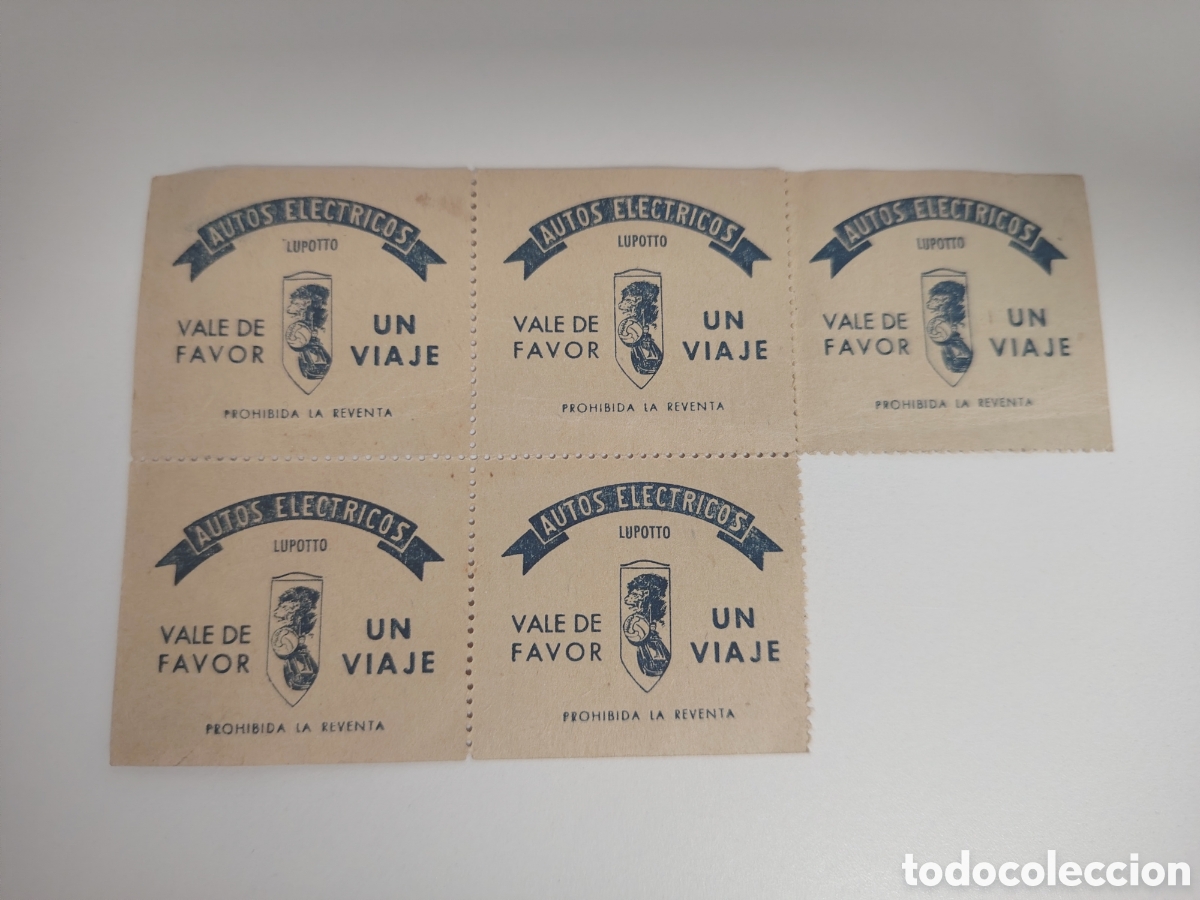 AUTOS ELECTRICOS
LUPOTTO
VALE DE
FAVOR
UN
VIAJE
PROHIBIDA LA REVENTA
AUTOS ELECTRICOS
LUPOTTO
VALE DE
FAVOR
UN
VIAJE
PROHIBIDA LA REVENTA
AUTOS ELECTRICOS
LUPOTTO
VALE DE
FAVOR
UN
VIAJE
PROHIBIDA LA REVENTA
AUTOS ELECTRICOS
LUPOTTO
VALE DE
FAVOR
UN
VIAJE
PROHIBIDA LA REVENTA
AUTOS ELECTRICOS
LUPOTTO
VALE DE
FAVOR
UN
VIAJE
PROHIBIDA LA REVENTA
todocoleccion